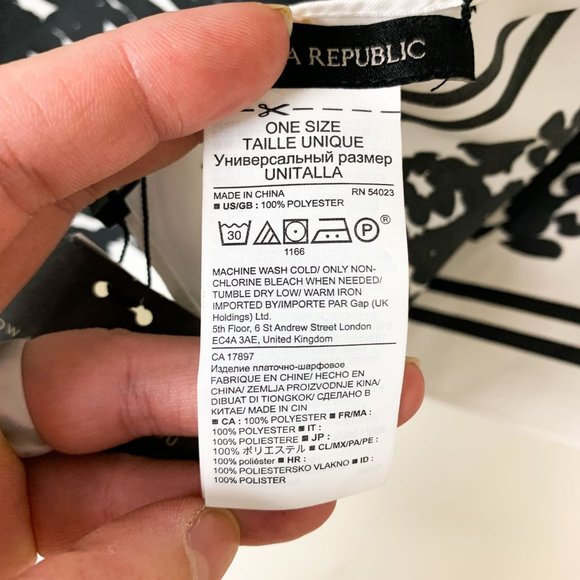 A REPUBLIC
ONE SIZE
TAILLE UNIQUE
Универсальный размер
UNITALLA
MADE IN CHINA RN 54023
■ US/GB : 100% POLYESTER
30 P
1166
MACHINE WASH COLD/ ONLY NON-
CHLORINE BLEACH WHEN NEEDED/
TUMBLE DRY LOW/ WARM IRON
IMPORTED BY/IMPORTE PAR Gap (UK
Holdings) Ltd.
5th Floor, 6 St Andrew Street London
EC4A 3AE, United Kingdom
CA 17897
Изделие платочно-шарфовое
FABRIQUE EN CHINE/ HECHO EN
CHINA/ ZEMLJA PROIZVODNJE KINA/
DIBUAT DI TIONGKOK/ СДЕЛАНО В
КИТАЕ/ MADE IN CIN
■ CA : 100% POLYESTER ■ FR/MA :
100% POLYESTER ■ IT :
100% POLIESTERE ■ JP :
100% ポリエステル ■ CL/MX/PA/PE :
100% poliéster ■ HR :
100% POLIESTERSKO VLAKNO ■ ID :
100% POLISTER